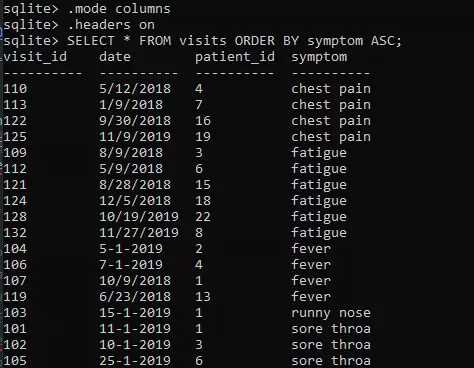 sqlite> .mode columns
sqlite> .headers on
sqlite> SELECT * FROM visits ORDER BY symptom ASC;
visit_id    date        patient_id  symptom
----------  ----------  ----------  ----------
110         5/12/2018   4           chest pain
113         1/9/2018    7           chest pain
122         9/30/2018   16          chest pain
125         11/9/2019   19          chest pain
109         8/9/2018    3           fatigue
112         5/9/2018    6           fatigue
121         8/28/2018   15          fatigue
124         12/5/2018   18          fatigue
128         10/19/2019  22          fatigue
132         11/27/2019  8           fatigue
104         5-1-2019    2           fever
106         7-1-2019    4           fever
107         10/9/2018   1           fever
119         6/23/2018   13          fever
103         15-1-2019   1           runny nose
101         11-1-2019   1           sore throa
102         10-1-2019   3           sore throa
105         25-1-2019   6           sore throa